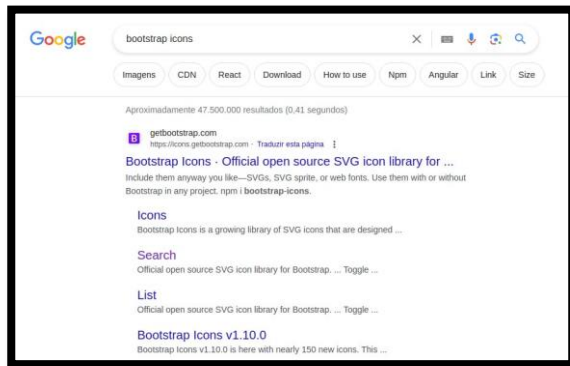 Google
bootstrap icons
Imagens CDN React Download How to use Npm Angular Link Size
Aproximadamente 47.500.000 resultados (0,41 segundos)
B
getbootstrap.com
https://icons.getbootstrap.com · Traduzir esta página
Bootstrap Icons · Official open source SVG icon library for ...
Include them anyway you like—SVGs, SVG sprite, or web fonts. Use them with or without
Bootstrap in any project. npm i bootstrap-icons.
Icons
Bootstrap Icons is a growing library of SVG icons that are designed ...
Search
Official open source SVG icon library for Bootstrap. ... Toggle ...
List
Official open source SVG icon library for Bootstrap. ... Toggle ...
Bootstrap Icons v1.10.0
Bootstrap Icons v1.10.0 is here with nearly 150 new icons. This ...